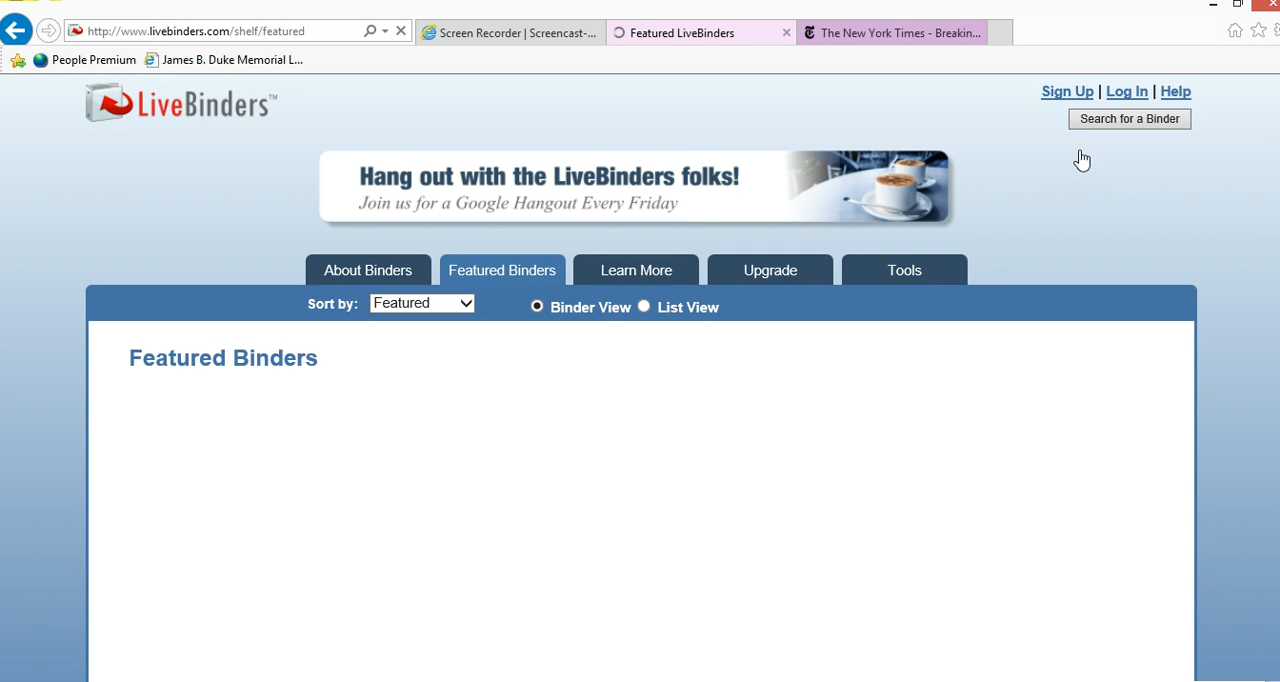 http://www.livebinders.com/shelf/featured
Screen Recorder | Screencast-...
Featured LiveBinders
The New York Times - Breakin...
People Premium
James B. Duke Memorial L...
LiveBinders™
Sign Up | Log In | Help
Search for a Binder
Hang out with the LiveBinders folks!
Join us for a Google Hangout Every Friday
About Binders
Featured Binders
Learn More
Upgrade
Tools
Sort by: Featured
Binder View
List View
Featured Binders